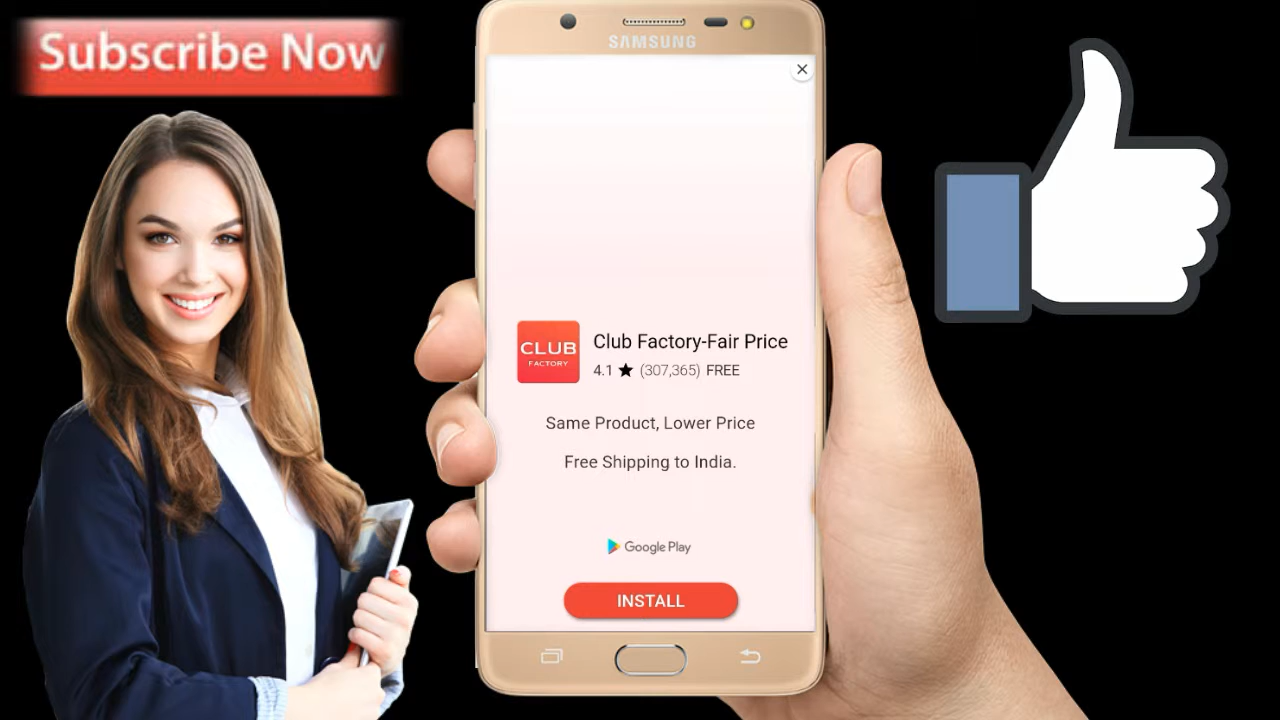 Subscribe Now
SAMSUNG
CLUB
FACTORY
Club Factory-Fair Price
4.1 ★ (307,365) FREE
Same Product, Lower Price
Free Shipping to India.
Google Play
INSTALL